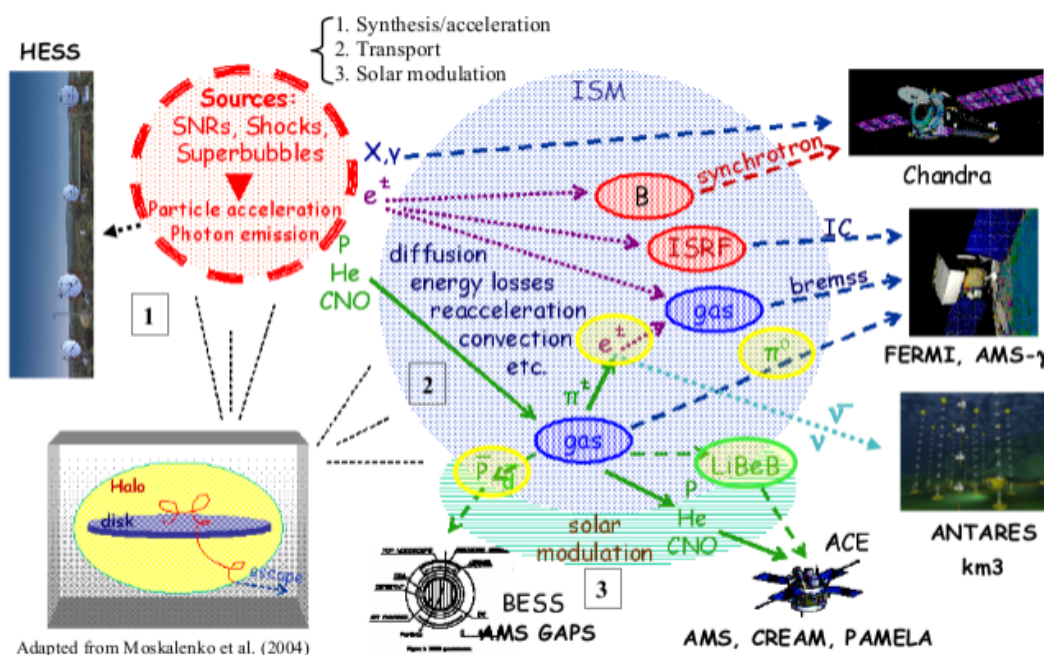 HESS
1. Synthesis/acceleration
2. Transport
3. Solar modulation
Sources:
SNRs, Shocks,
Superbubbles
Particle acceleration
Photon emission
1
ISM
X,γ
e±
P
He
CNO
diffusion
energy losses
reacceleration
convection
etc.
2
B
synchrotron
ISRF
IC
gas
bremss
e±
π°
π±
gas
ν ν̄
P̄ d̄
LiBeB
P
He
CNO
solar
modulation
3
Chandra
FERMI, AMS-γ
ANTARES
km3
ACE
AMS, CREAM, PAMELA
BESS
AMS GAPS
Halo
disk
escape
Adapted from Moskalenko et al. (2004)